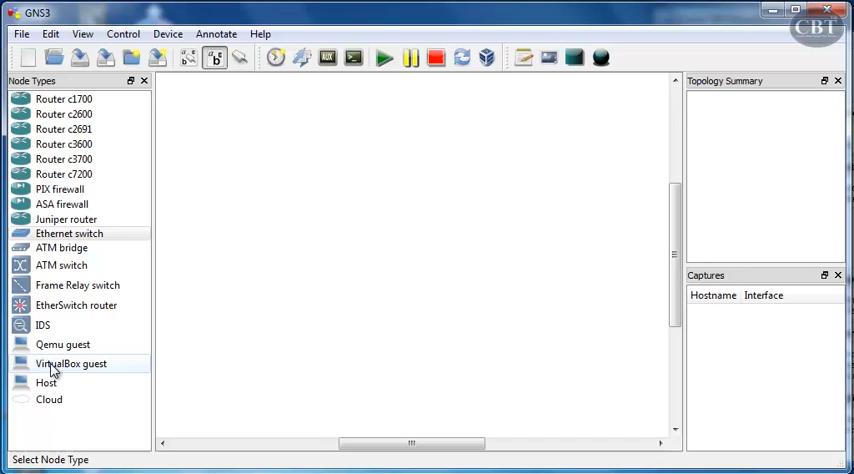 GNS3
CBT
File Edit View Control Device Annotate Help
AUX
Node Types
Topology Summary
Router c1700
Router c2600
Router c2691
Router c3600
Router c3700
Router c7200
PIX firewall
ASA firewall
Juniper router
Ethernet switch
ATM bridge
ATM switch
Frame Relay switch
EtherSwitch router
IDS
Qemu guest
VirtualBox guest
Host
Cloud
Captures
Hostname Interface
Select Node Type